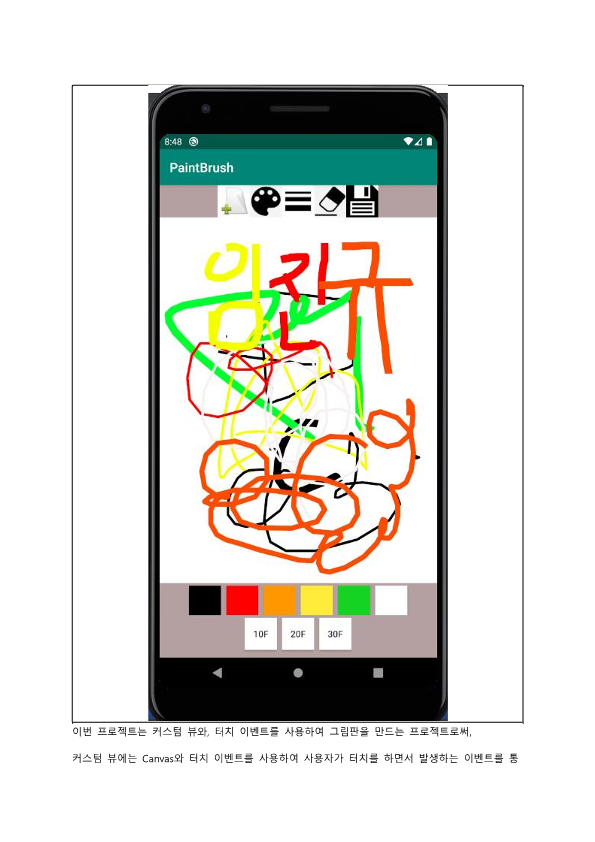 8:48
PaintBrush
임진규
10F 20F 30F
이번 프로젝트는 커스텀 뷰와, 터치 이벤트를 사용하여 그림판을 만드는 프로젝트로써,
커스텀 뷰에는 Canvas와 터치 이벤트를 사용하여 사용자가 터치를 하면서 발생하는 이벤트를 통